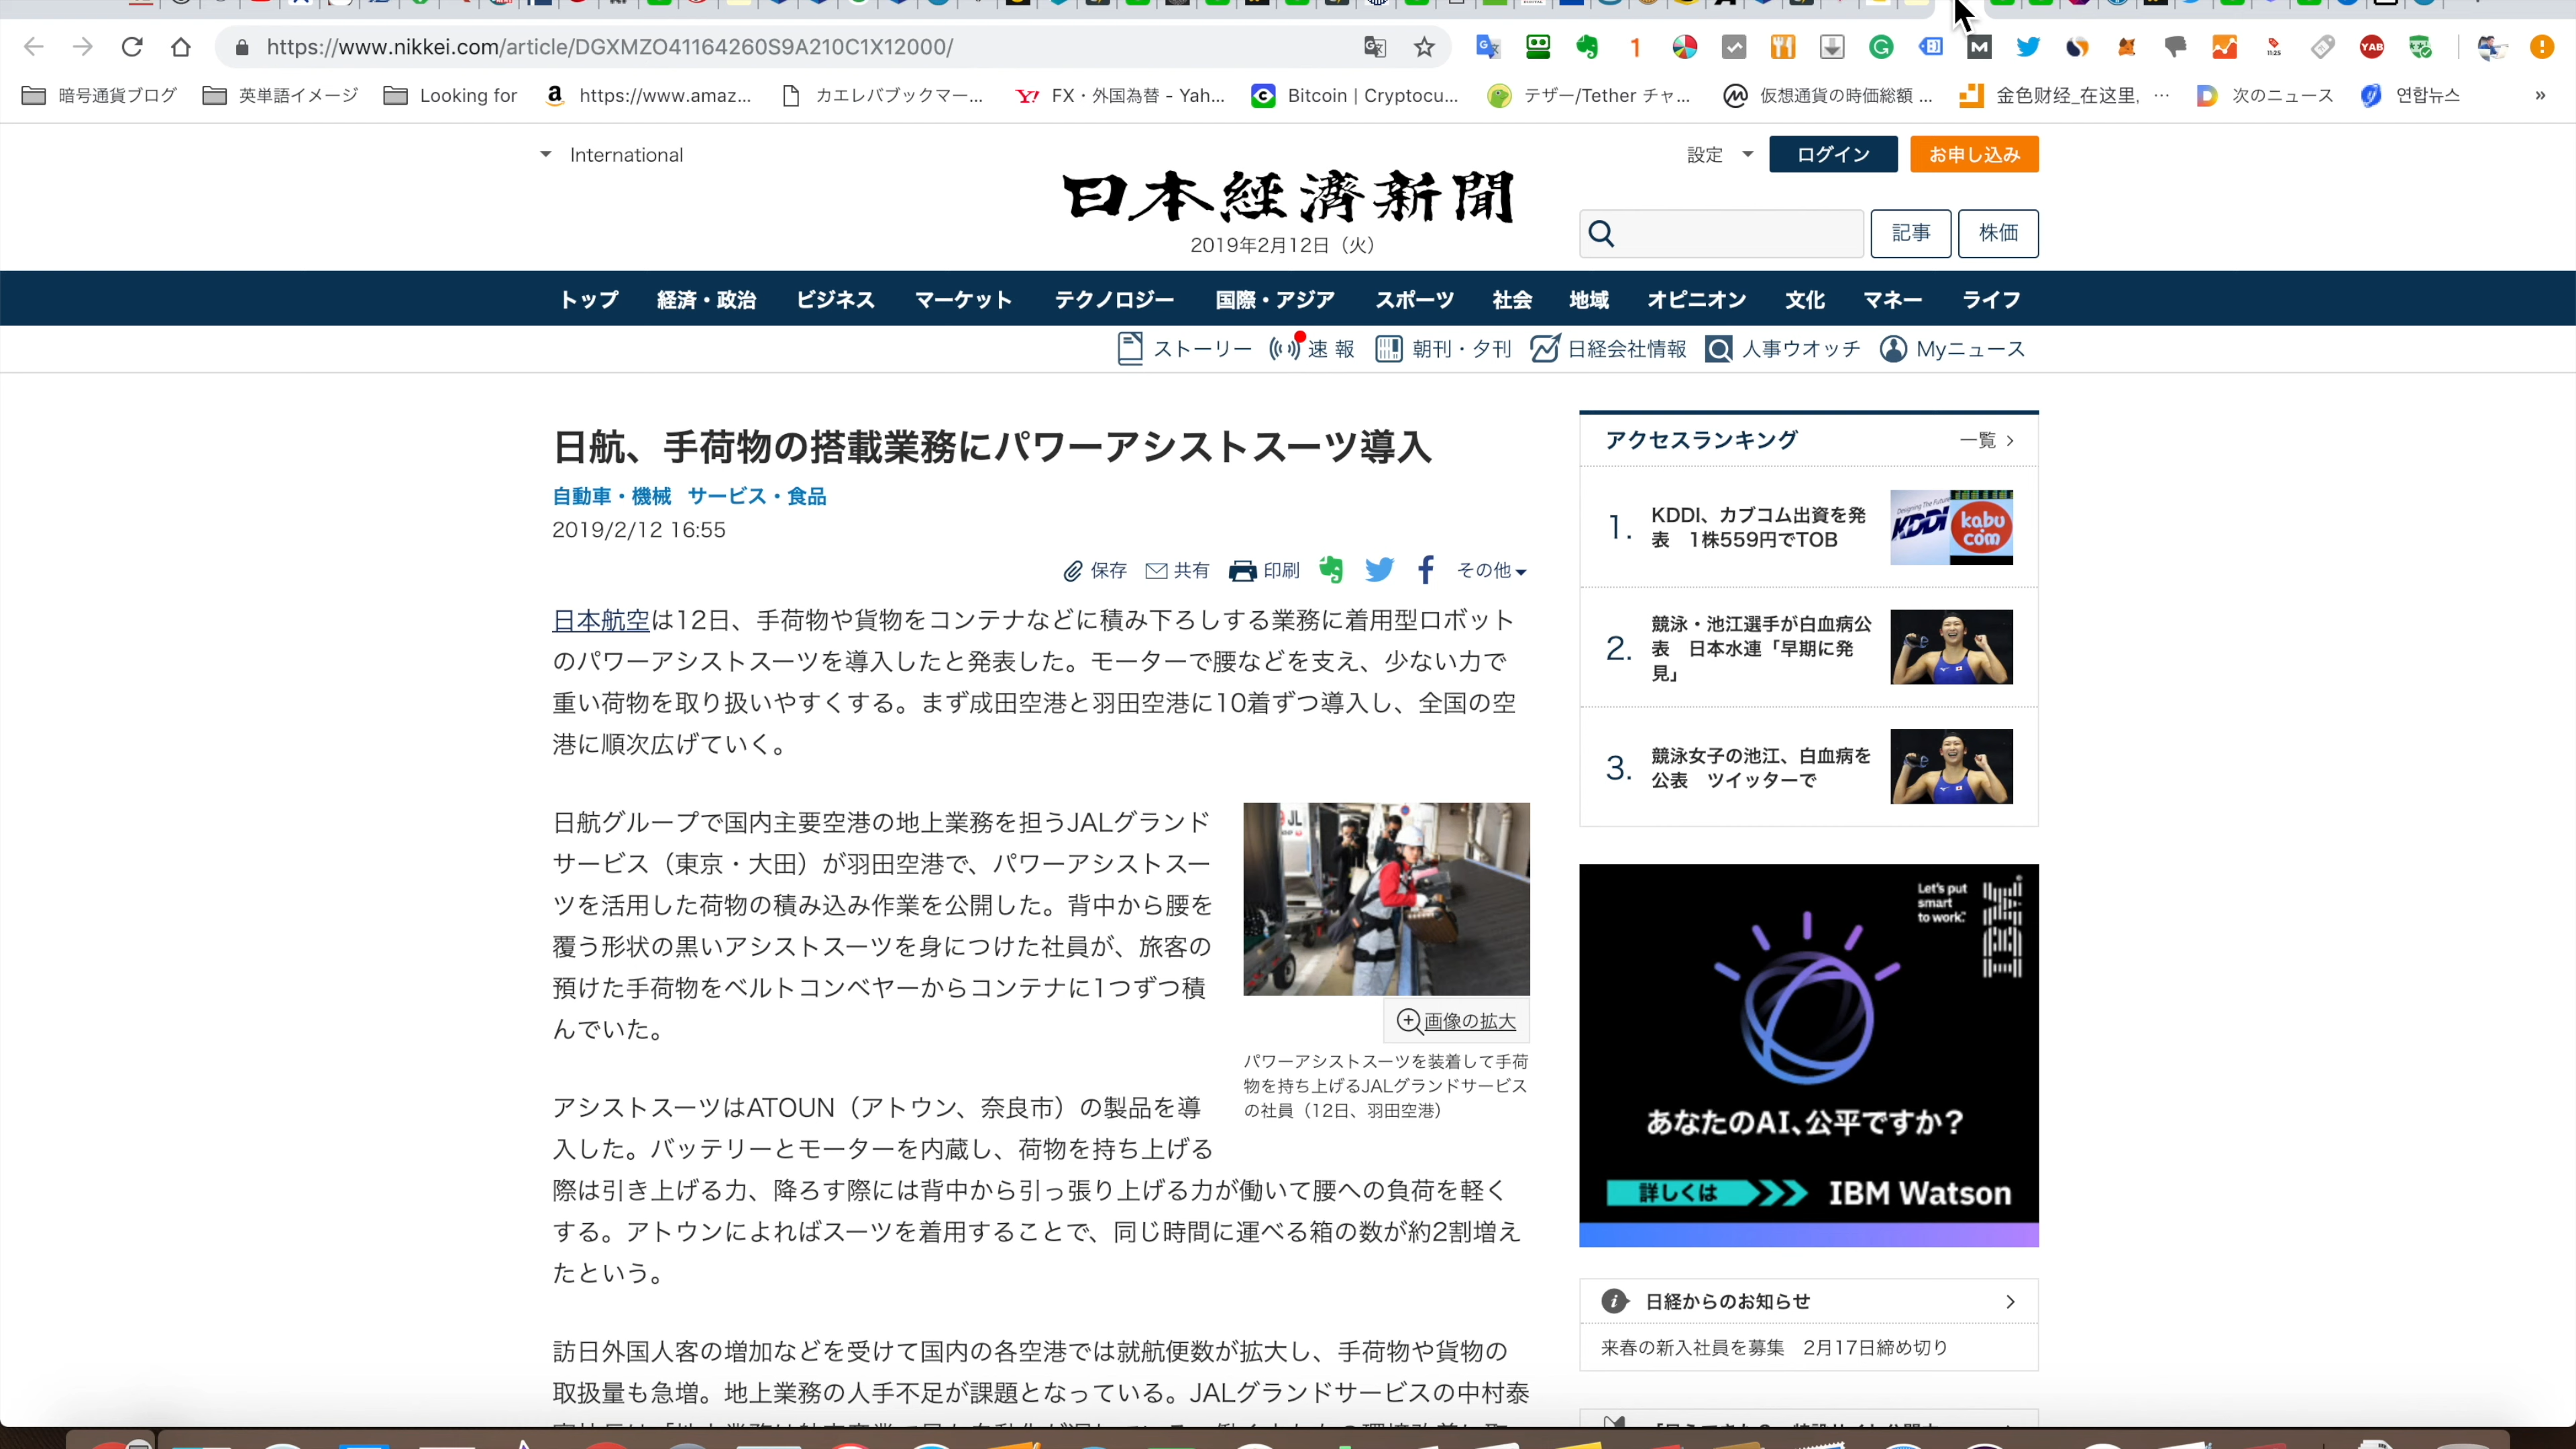 https://www.nikkei.com/article/DGXMZO41164260S9A210C1X12000/
暗号通貨ブログ 英単語イメージ Looking for https://www.amaz... カエレバブックマー... FX・外国為替 - Yah... Bitcoin | Cryptocu... テザー/Tether チャ... 仮想通貨の時価総額 ... 金色财经_在这里, … 次のニュース 연합뉴스 »
International
設定 ログイン お申し込み
日本経済新聞
2019年2月12日（火）
記事 株価
トップ 経済・政治 ビジネス マーケット テクノロジー 国際・アジア スポーツ 社会 地域 オピニオン 文化 マネー ライフ
ストーリー 速 報 朝刊・夕刊 日経会社情報 人事ウオッチ Myニュース
日航、手荷物の搭載業務にパワーアシストスーツ導入
自動車・機械 サービス・食品
2019/2/12 16:55
保存 共有 印刷 その他
日本航空は12日、手荷物や貨物をコンテナなどに積み下ろしする業務に着用型ロボット
のパワーアシストスーツを導入したと発表した。モーターで腰などを支え、少ない力で
重い荷物を取り扱いやすくする。まず成田空港と羽田空港に10着ずつ導入し、全国の空
港に順次広げていく。
日航グループで国内主要空港の地上業務を担うJALグランド
サービス（東京・大田）が羽田空港で、パワーアシストスー
ツを活用した荷物の積み込み作業を公開した。背中から腰を
覆う形状の黒いアシストスーツを身につけた社員が、旅客の
預けた手荷物をベルトコンベヤーからコンテナに1つずつ積
んでいた。
画像の拡大
パワーアシストスーツを装着して手荷
物を持ち上げるJALグランドサービス
の社員（12日、羽田空港）
アシストスーツはATOUN（アトウン、奈良市）の製品を導
入した。バッテリーとモーターを内蔵し、荷物を持ち上げる
際は引き上げる力、降ろす際には背中から引っ張り上げる力が働いて腰への負荷を軽く
する。アトウンによればスーツを着用することで、同じ時間に運べる箱の数が約2割増え
たという。
訪日外国人客の増加などを受けて国内の各空港では就航便数が拡大し、手荷物や貨物の
取扱量も急増。地上業務の人手不足が課題となっている。JALグランドサービスの中村泰
アクセスランキング 一覧
1. KDDI、カブコム出資を発
表 1株559円でTOB
KDDI
kabu
com
2. 競泳・池江選手が白血病公
表 日本水連「早期に発
見」
3. 競泳女子の池江、白血病を
公表 ツイッターで
Let's put
smart
to work.
IBM
あなたのAI、公平ですか？
詳しくは IBM Watson
日経からのお知らせ
来春の新入社員を募集 2月17日締め切り